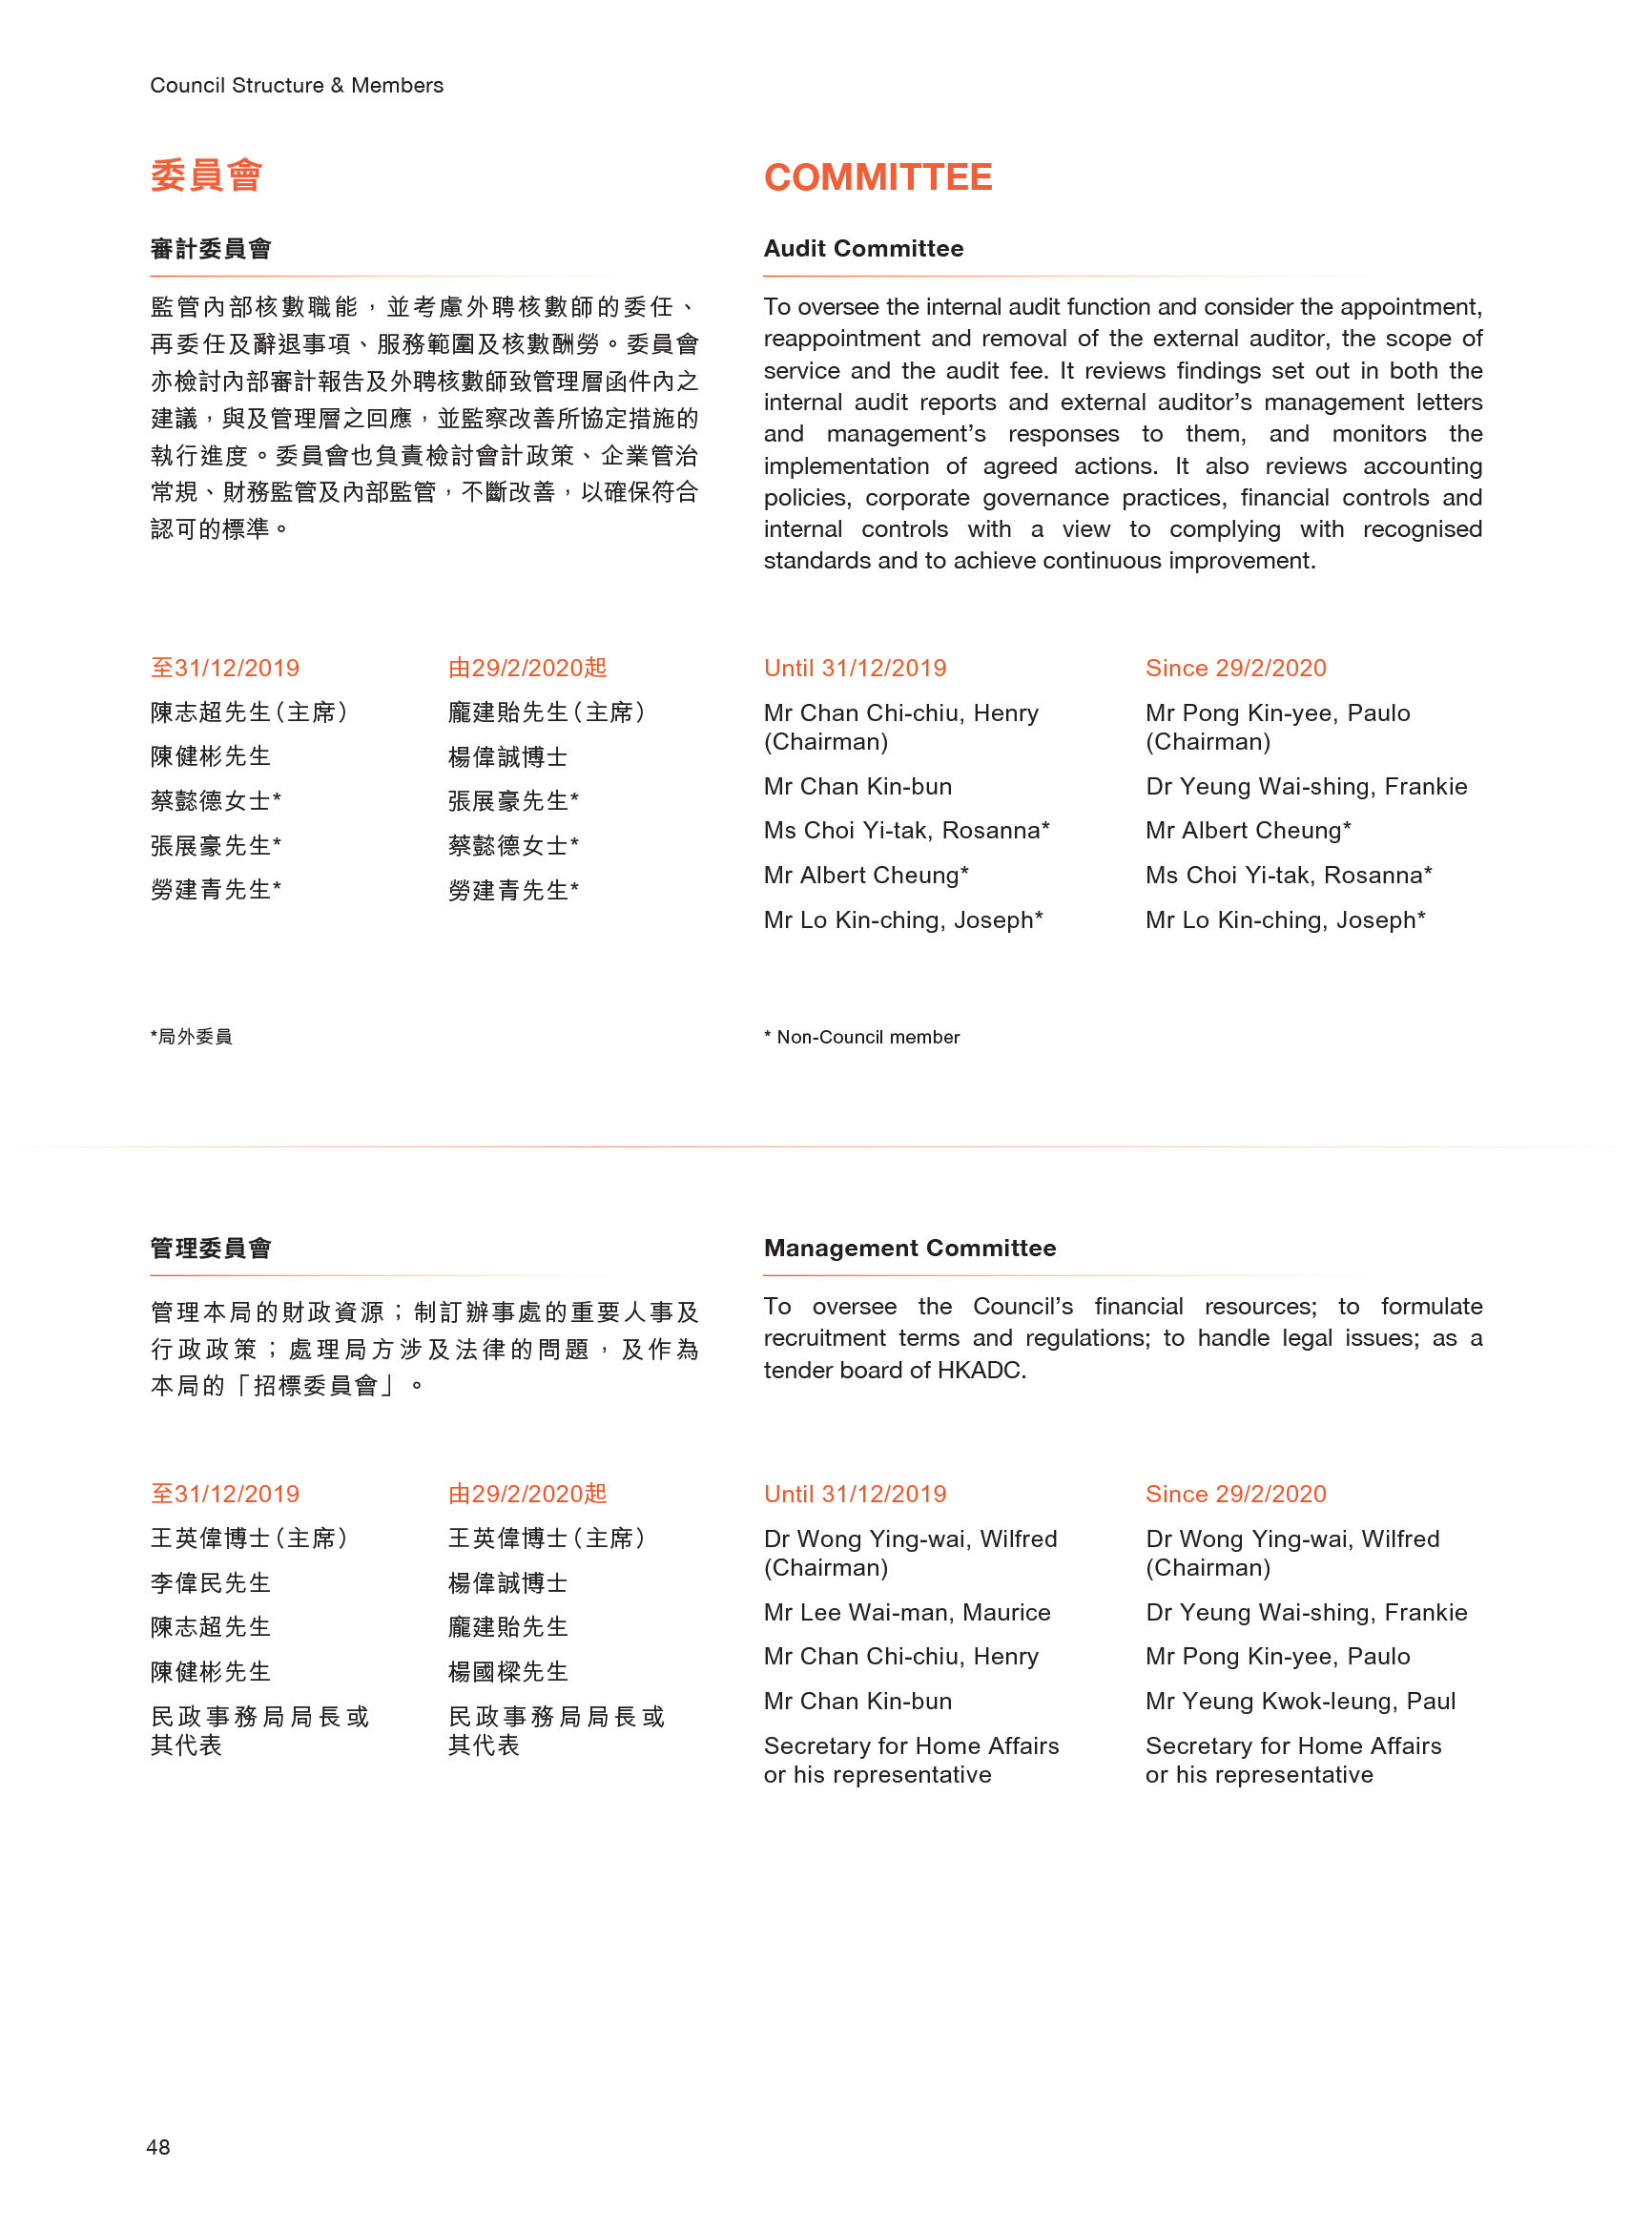 Council Structure & Members
委員會
審計委員會
監管內部核數職能，並考慮外聘核數師的委任、
再委任及辭退事項、服務範圍及核數酬勞。委員會
亦檢討內部審計報告及外聘核數師致管理層函件內之
建議，與及管理層之回應，並監察改善所協定措施的
執行進度。委員會也負責檢討會計政策、企業管治
常規、財務監管及內部監管，不斷改善，以確保符合
認可的標準。
COMMITTEE
Audit Committee
To oversee the internal audit function and consider the appointment,
reappointment and removal of the external auditor, the scope of
service and the audit fee. It reviews findings set out in both the
internal audit reports and external auditor’s management letters
and management’s responses to them, and monitors the
implementation of agreed actions. It also reviews accounting
policies, corporate governance practices, financial controls and
internal controls with a view to complying with recognised
standards and to achieve continuous improvement.
至31/12/2019
陳志超先生（主席）
陳健彬先生
蔡懿德女士*
張展豪先生*
勞建青先生*
由29/2/2020起
龐建貽先生（主席）
楊偉誠博士
張展豪先生*
蔡懿德女士*
勞建青先生*
Until 31/12/2019
Mr Chan Chi-chiu, Henry
(Chairman)
Mr Chan Kin-bun
Ms Choi Yi-tak, Rosanna*
Mr Albert Cheung*
Mr Lo Kin-ching, Joseph*
Since 29/2/2020
Mr Pong Kin-yee, Paulo
(Chairman)
Dr Yeung Wai-shing, Frankie
Mr Albert Cheung*
Ms Choi Yi-tak, Rosanna*
Mr Lo Kin-ching, Joseph*
*局外委員
* Non-Council member
管理委員會
管理本局的財政資源；制訂辦事處的重要人事及
行政政策；處理局方涉及法律的問題，及作為
本局的「招標委員會」。
Management Committee
To oversee the Council’s financial resources; to formulate
recruitment terms and regulations; to handle legal issues; as a
tender board of HKADC.
至31/12/2019
王英偉博士（主席）
李偉民先生
陳志超先生
陳健彬先生
民政事務局局長或
其代表
由29/2/2020起
王英偉博士（主席）
楊偉誠博士
龐建貽先生
楊國樑先生
民政事務局局長或
其代表
Until 31/12/2019
Dr Wong Ying-wai, Wilfred
(Chairman)
Mr Lee Wai-man, Maurice
Mr Chan Chi-chiu, Henry
Mr Chan Kin-bun
Secretary for Home Affairs
or his representative
Since 29/2/2020
Dr Wong Ying-wai, Wilfred
(Chairman)
Dr Yeung Wai-shing, Frankie
Mr Pong Kin-yee, Paulo
Mr Yeung Kwok-leung, Paul
Secretary for Home Affairs
or his representative
48